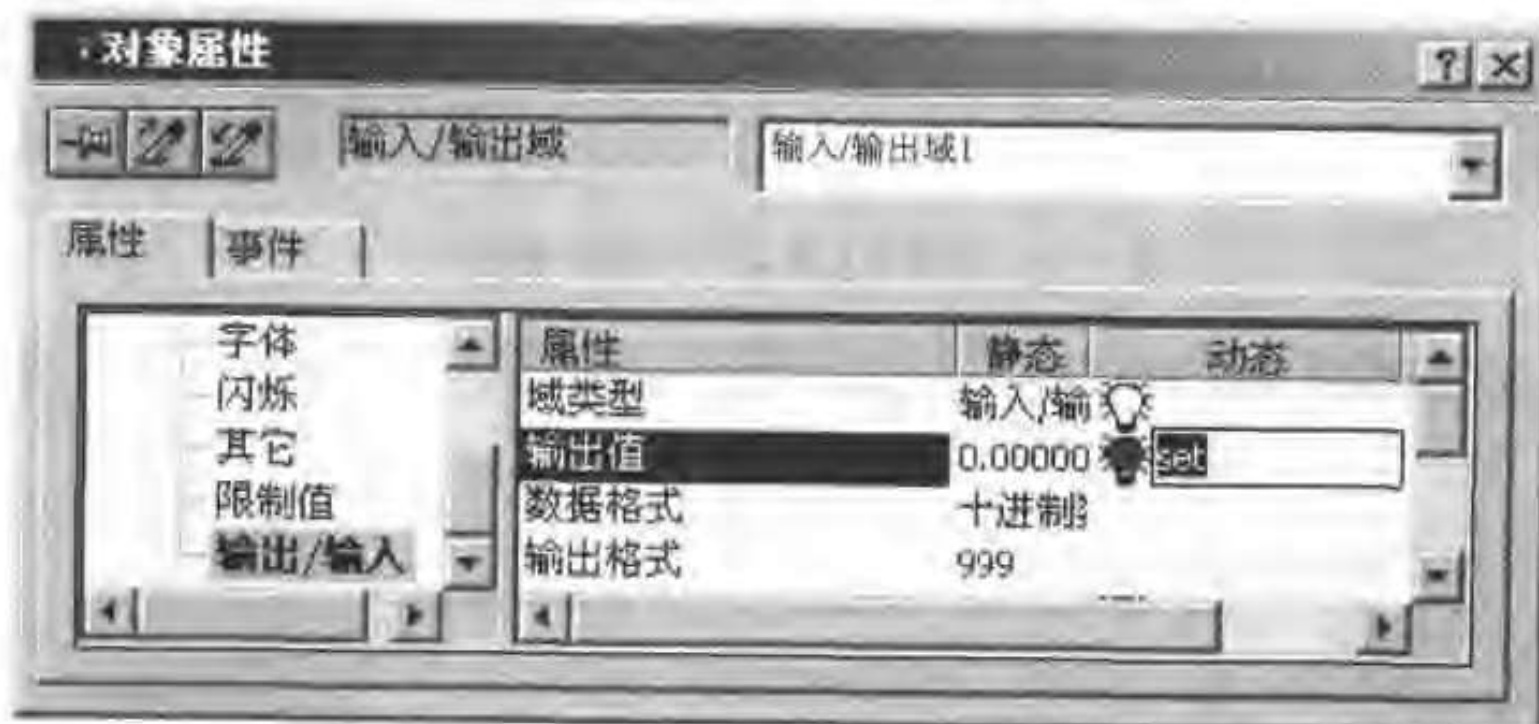 对象属性
输入/输出域
输入/输出域1
属性
事件
字体
闪烁
其它
限制值
输出/输入
属性 静态 动态
域类型 输入/输
输出值 0.00000 set
数据格式 十进制
输出格式 999